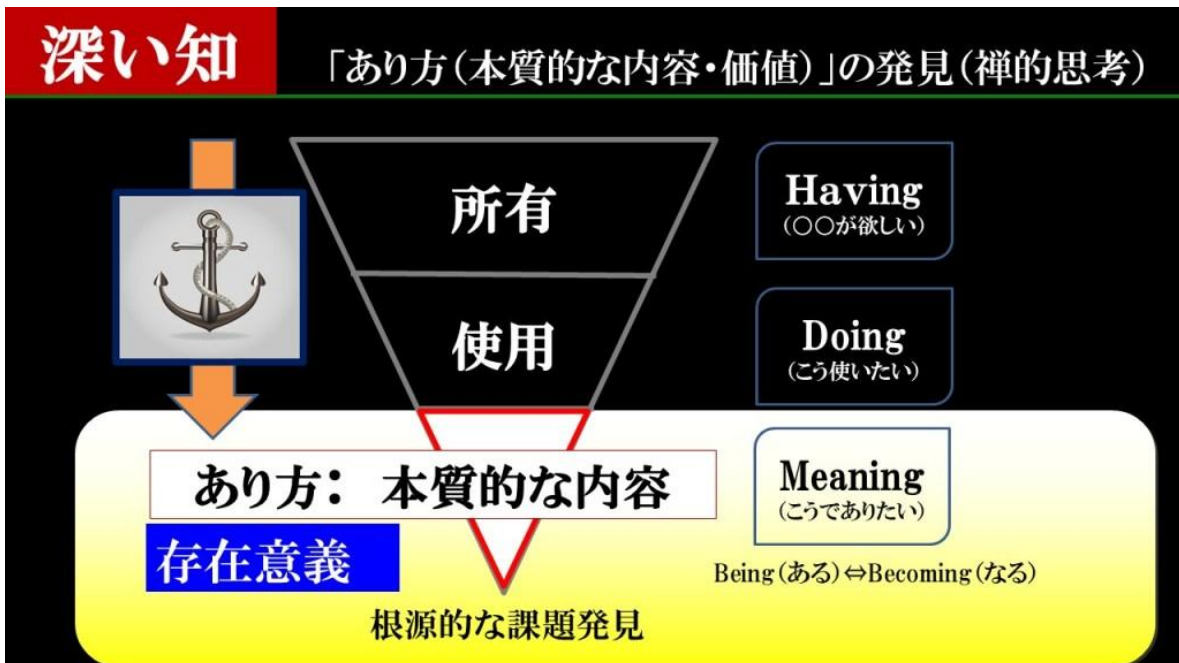 深い知
「あり方(本質的な内容・価値)」の発見(禅的思考)
所有
Having
(○○が欲しい)
使用
Doing
(こう使いたい)
あり方： 本質的な内容
Meaning
(こうでありたい)
存在意義
Being(ある)⇔Becoming(なる)
根源的な課題発見